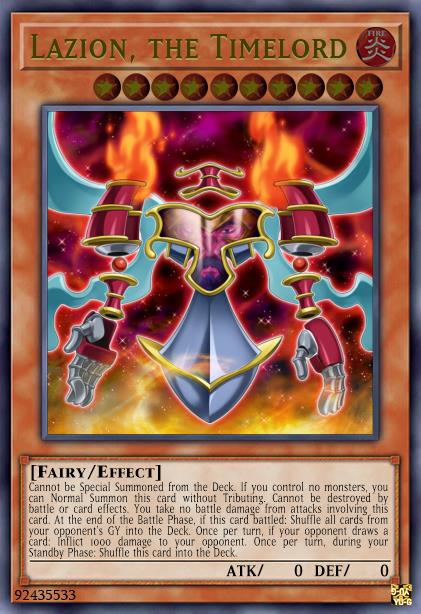 LAZION, THE TIMELORD
FIRE
炎
[FAIRY/EFFECT]
Cannot be Special Summoned from the Deck. If you control no monsters, you
can Normal Summon this card without Tributing. Cannot be destroyed by
battle or card effects. You take no battle damage from attacks involving this
card. At the end of the Battle Phase, if this card battled: Shuffle all cards from
your opponent's GY into the Deck. Once per turn, if your opponent draws a
card: Inflict 1000 damage to your opponent. Once per turn, during your
Standby Phase: Shuffle this card into the Deck.
ATK/ 0 DEF/ 0
92435533